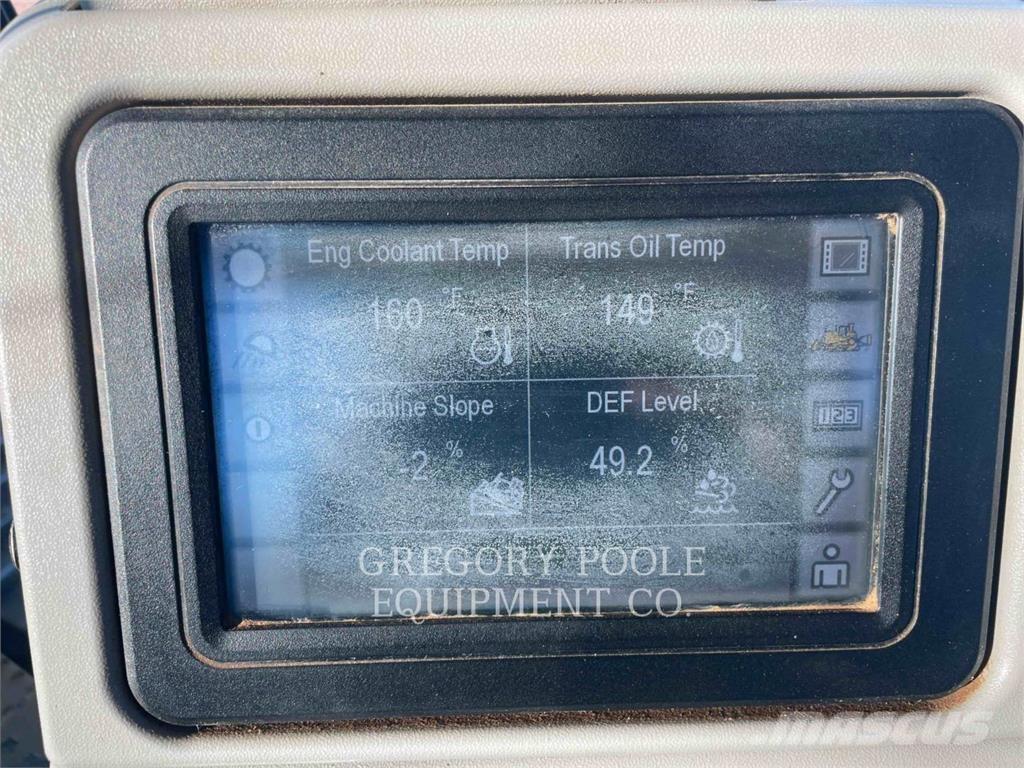 Eng Coolant Temp
160 °F
Trans Oil Temp
149 °F
Machine Slope
-2 %
DEF Level
49.2 %
123
GREGORY POOLE
EQUIPMENT CO.
MASCUS